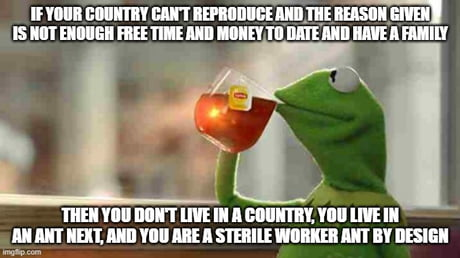 IF YOUR COUNTRY CAN'T REPRODUCE AND THE REASON GIVEN
IS NOT ENOUGH FREE TIME AND MONEY TO DATE AND HAVE A FAMILY
THEN YOU DON'T LIVE IN A COUNTRY, YOU LIVE IN
AN ANT NEXT, AND YOU ARE A STERILE WORKER ANT BY DESIGN
imgflip.com